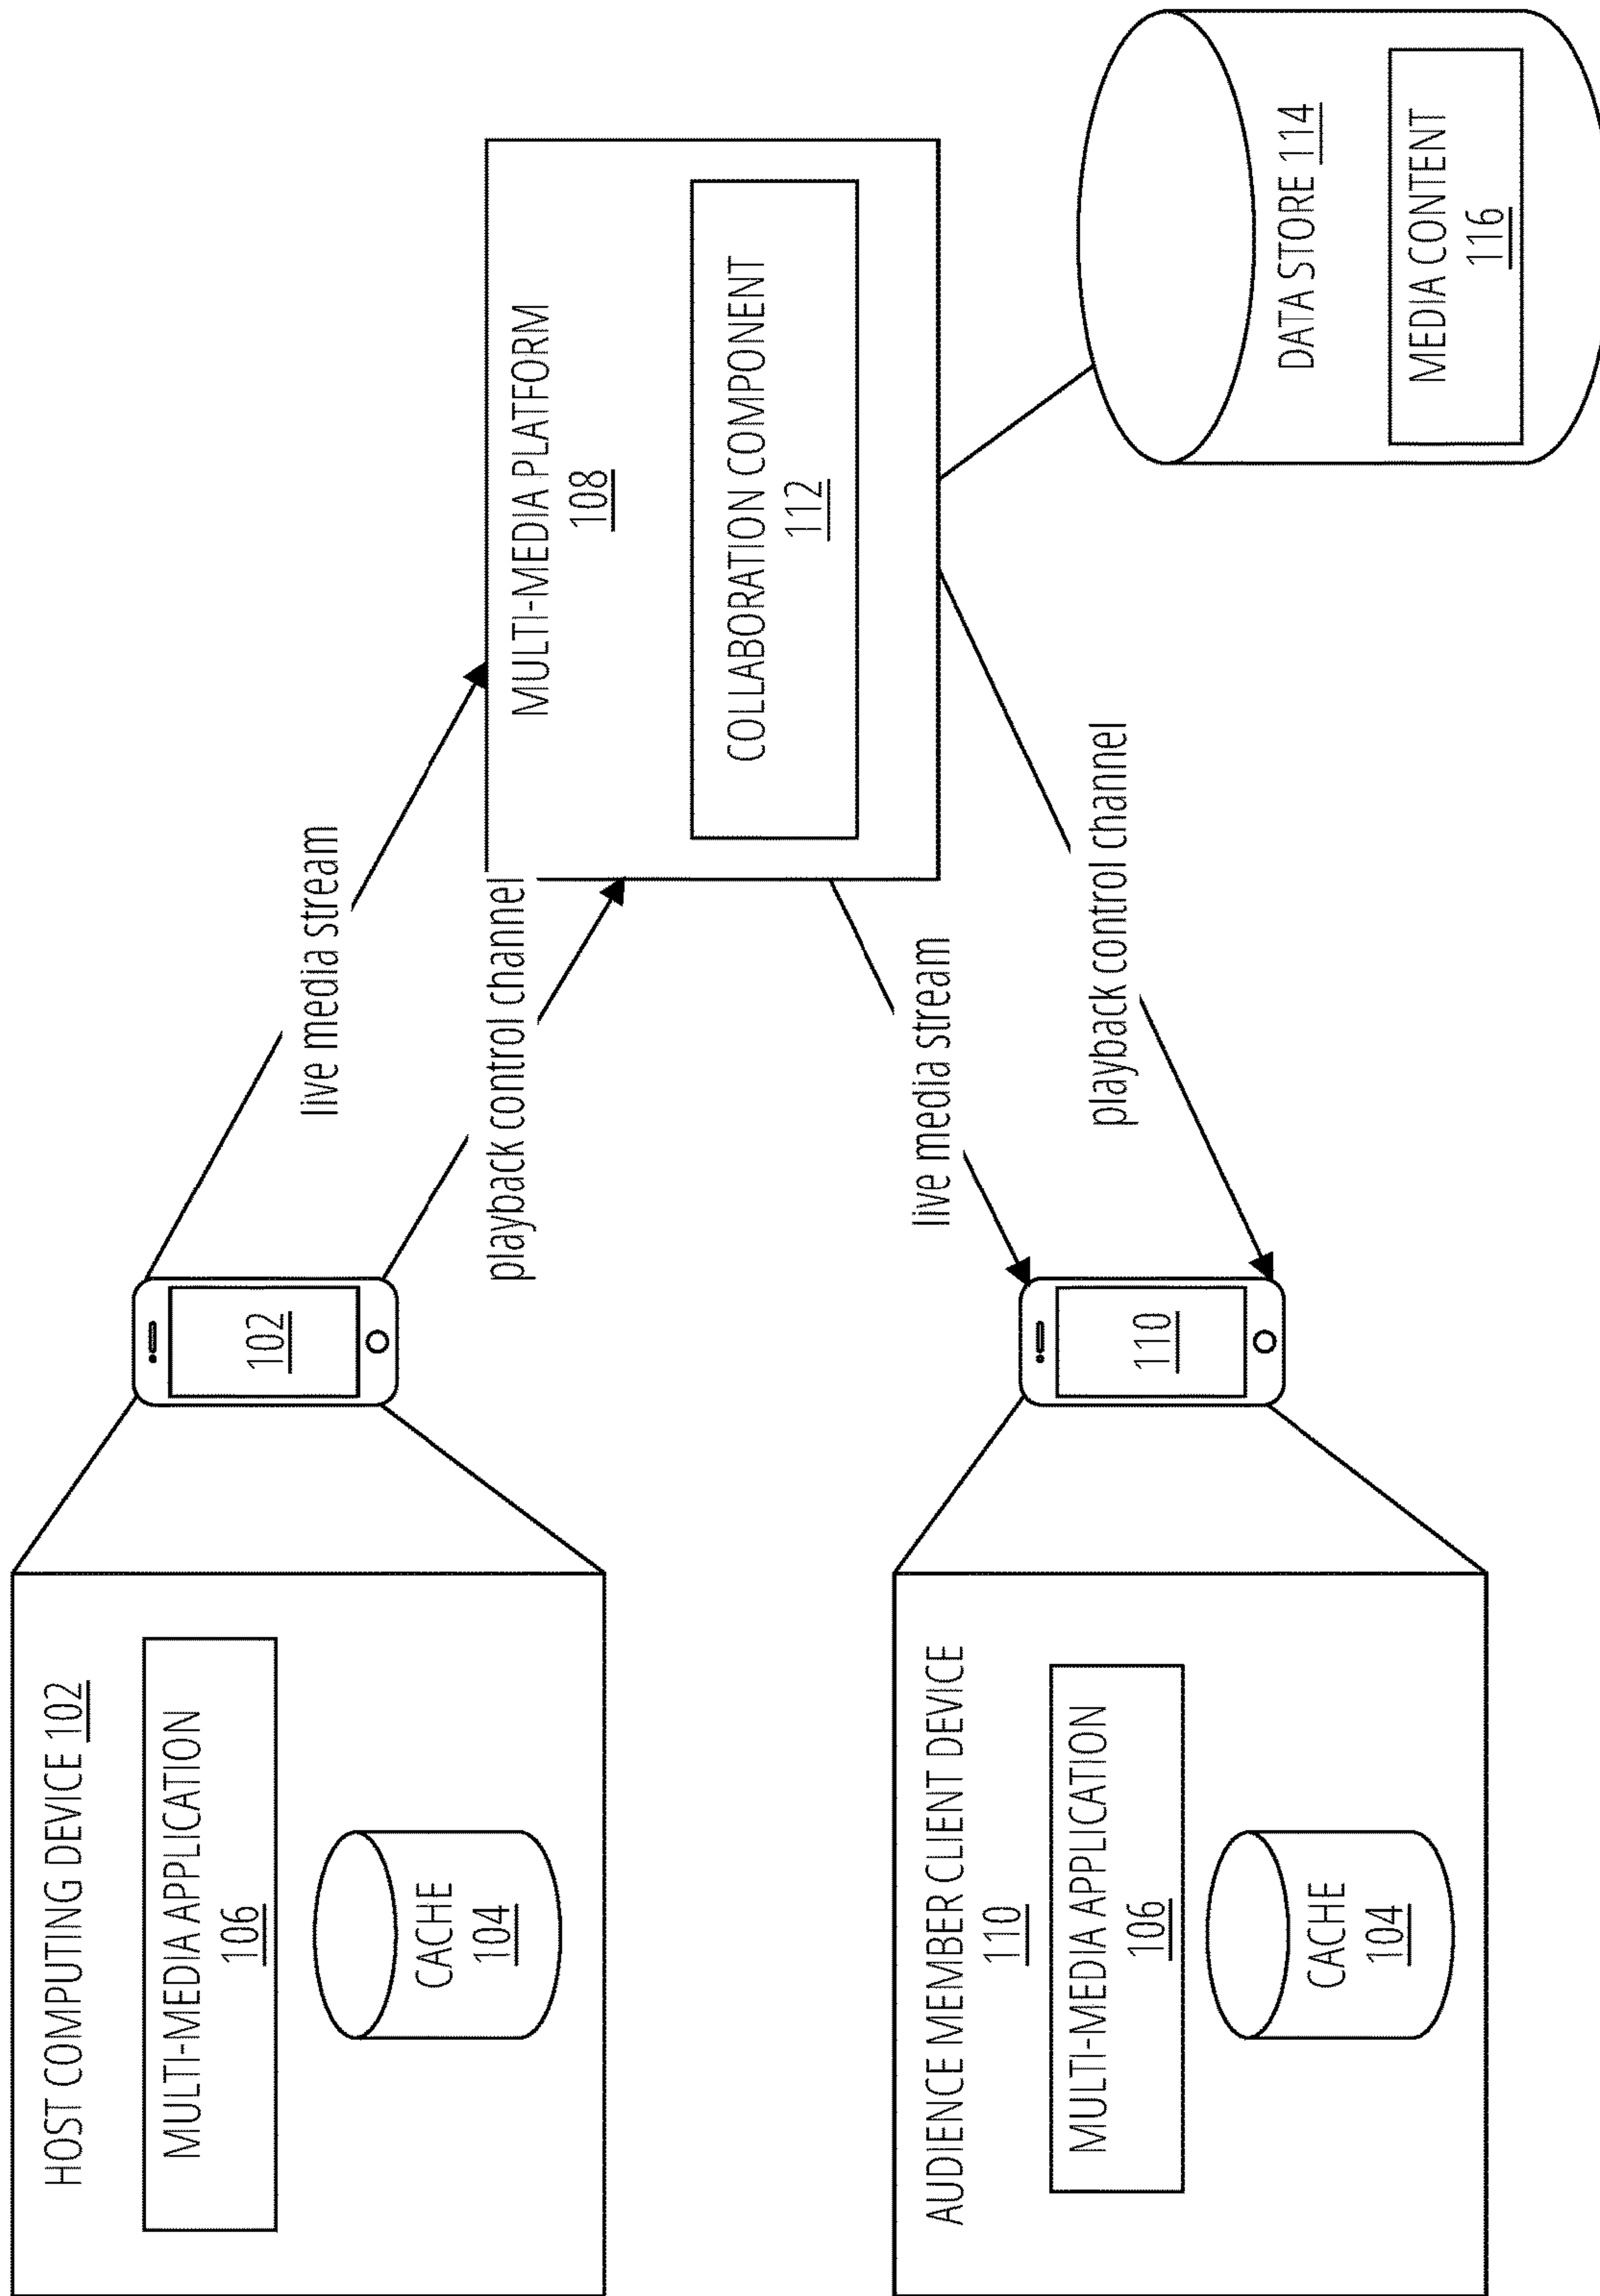 HOST COMPUTING DEVICE 102
MULTI-MEDIA APPLICATION
106
CACHE
104
102
live media stream
playback control channel
MULTI-MEDIA PLATFORM
108
COLLABORATION COMPONENT
112
AUDIENCE MEMBER CLIENT DEVICE
110
MULTI-MEDIA APPLICATION
106
CACHE
104
110
live media stream
playback control channel
DATA STORE 114
MEDIA CONTENT
116